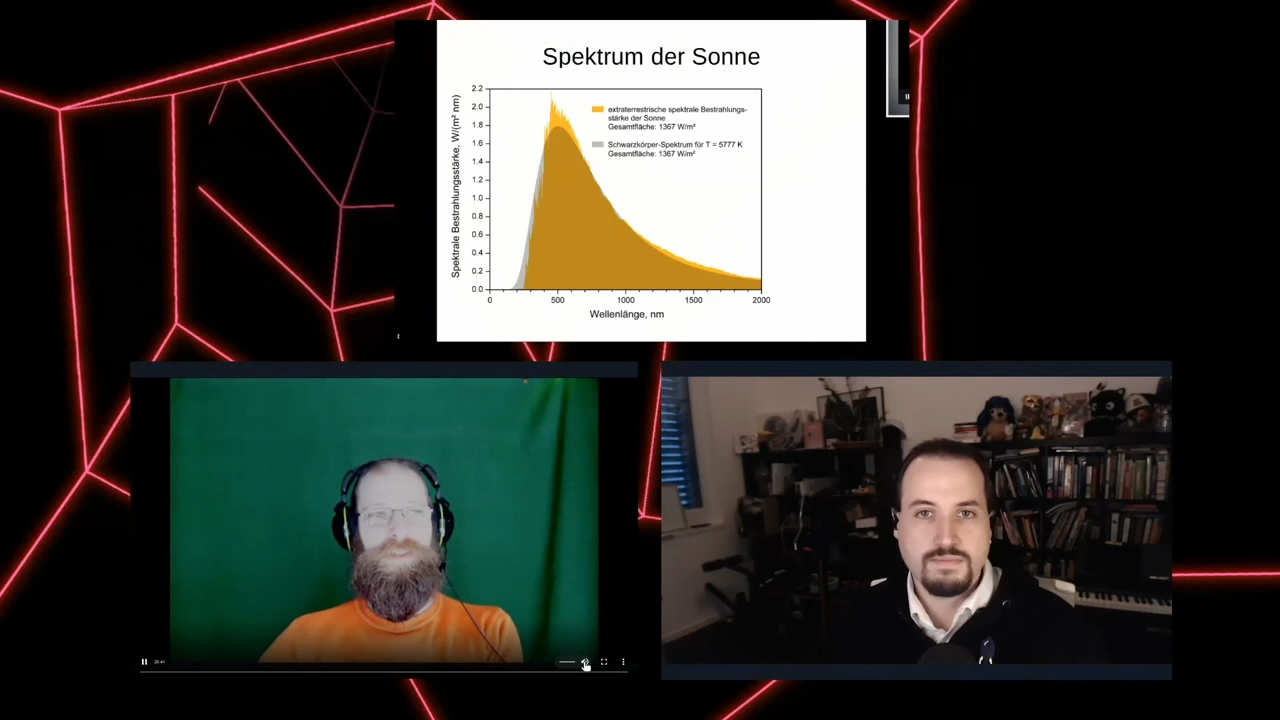 Spektrum der Sonne
2.2
2.0
1.8
1.6
1.4
1.2
1.0
0.8
0.6
0.4
0.2
0.0
Spektrale Bestrahlungsstärke, W/(m² nm)
extraterrestrische spektrale Bestrahlungs-
stärke der Sonne
Gesamtfläche: 1367 W/m²
Schwarzkörper-Spektrum für T = 5777 K
Gesamtfläche: 1367 W/m²
0 500 1000 1500 2000
Wellenlänge, nm